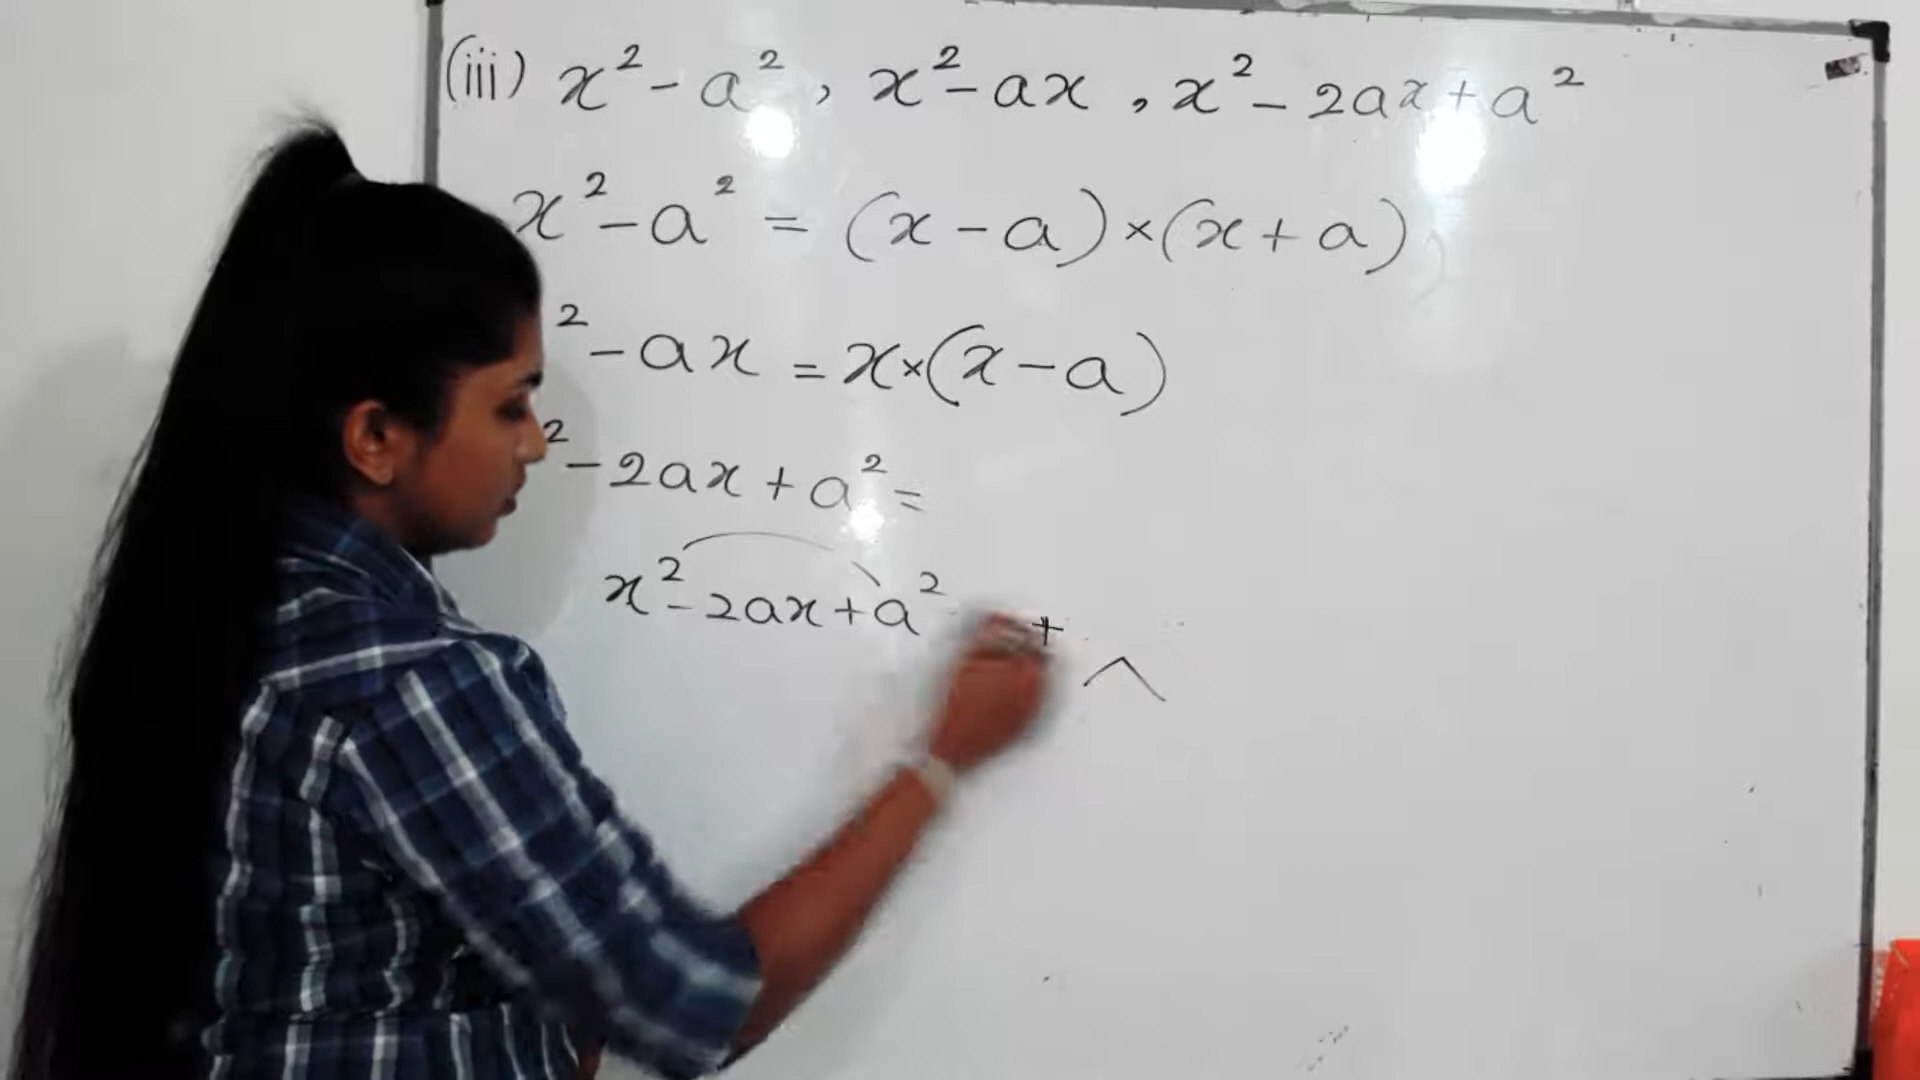 (iii) x² - a² , x² - ax , x² - 2ax + a²
x² - a² = (x - a) × (x + a)
² - ax = x × (x - a)
² - 2ax + a² =
x² - 2ax + a²
+